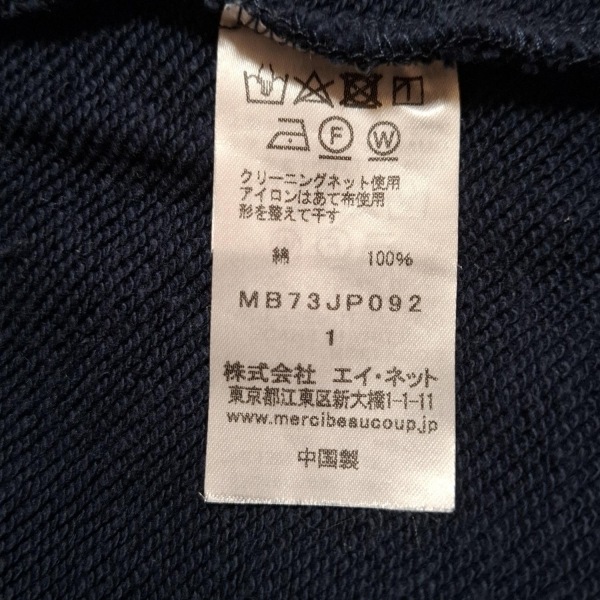 F W
クリーニングネット使用
アイロンはあて布使用
形を整えて干す
綿 100%
MB73JP092
1
株式会社 エイ・ネット
東京都江東区新大橋1-1-11
www.mercibeaucoup.jp
中国製